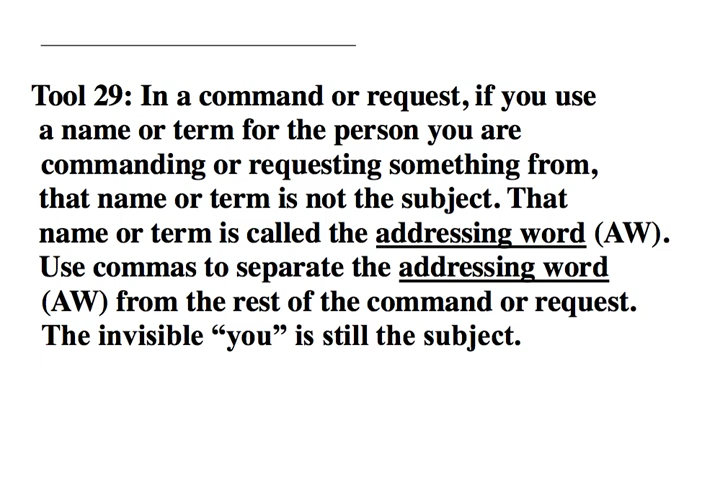 Tool 29: In a command or request, if you use
a name or term for the person you are
commanding or requesting something from,
that name or term is not the subject. That
name or term is called the addressing word (AW).
Use commas to separate the addressing word
(AW) from the rest of the command or request.
The invisible “you” is still the subject.